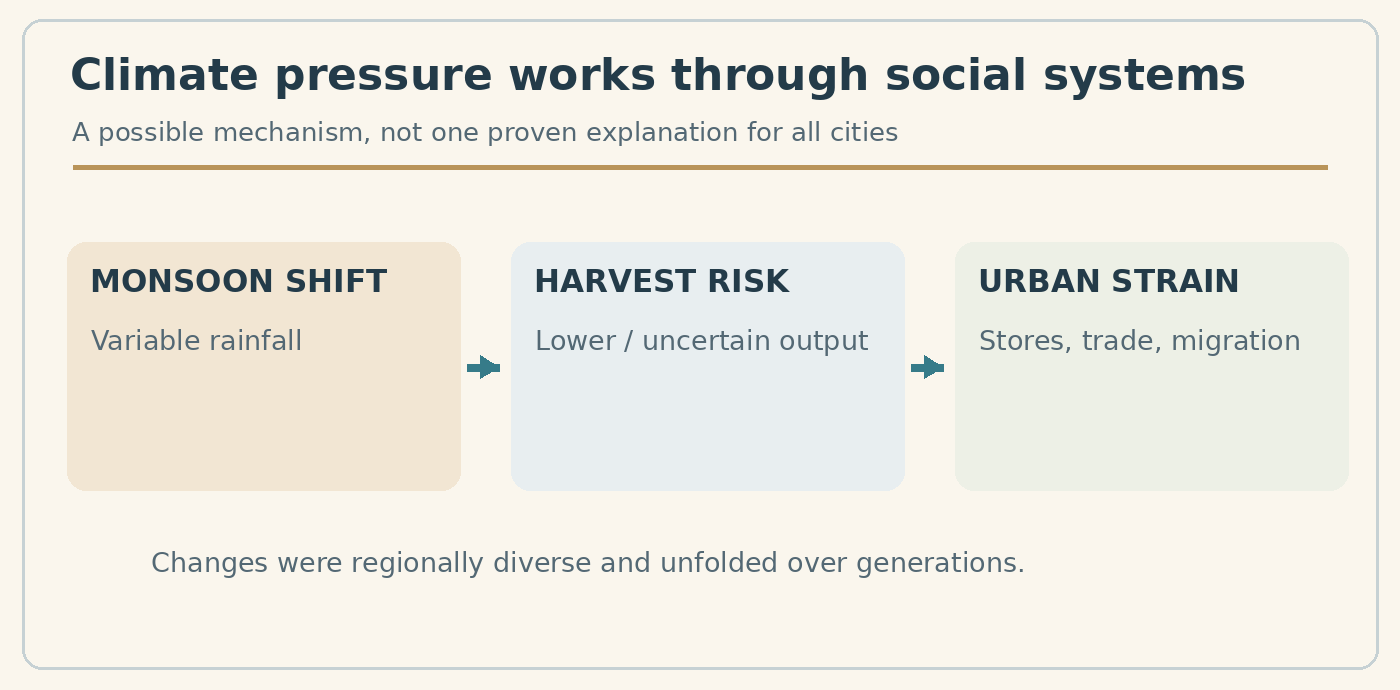 Climate pressure works through social systems
A possible mechanism, not one proven explanation for all cities
MONSOON SHIFT
Variable rainfall
HARVEST RISK
Lower / uncertain output
URBAN STRAIN
Stores, trade, migration
Changes were regionally diverse and unfolded over generations.